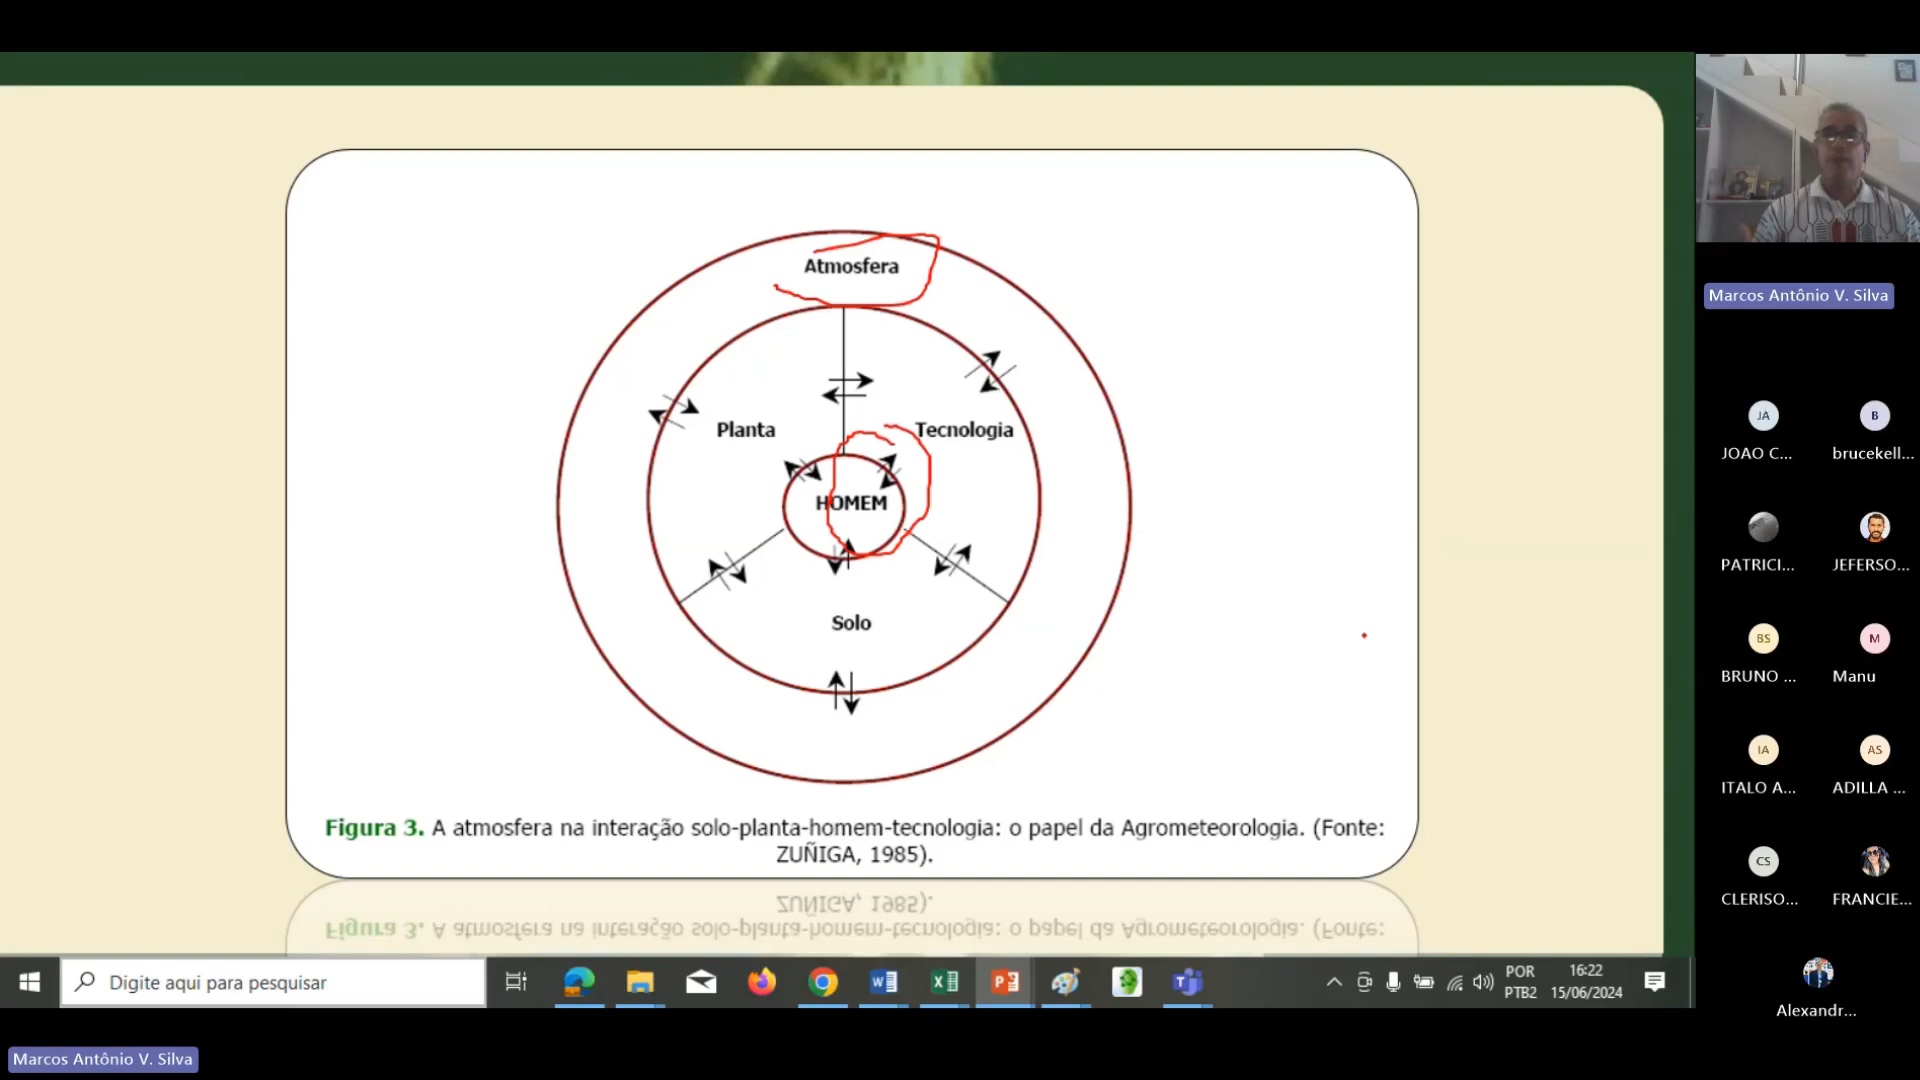 Atmosfera
Planta
Tecnologia
HOMEM
Solo
Figura 3. A atmosfera na interação solo-planta-homem-tecnologia: o papel da Agrometeorologia. (Fonte:
ZUÑIGA, 1985).
ZUÑIGA, 1985).
Figura 3. A atmosfera na interação solo-planta-homem-tecnologia: o papel da Agrometeorologia. (Fonte:
Digite aqui para pesquisar
POR
PTB2
16:22
15/06/2024
Marcos Antônio V. Silva
JA
JOAO C...
B
brucekell...
PATRICI...
JEFERSO...
BS
BRUNO ...
M
Manu
IA
ITALO A...
AS
ADILLA ...
CS
CLERISO...
FRANCIE...
Alexandr...
Marcos Antônio V. Silva